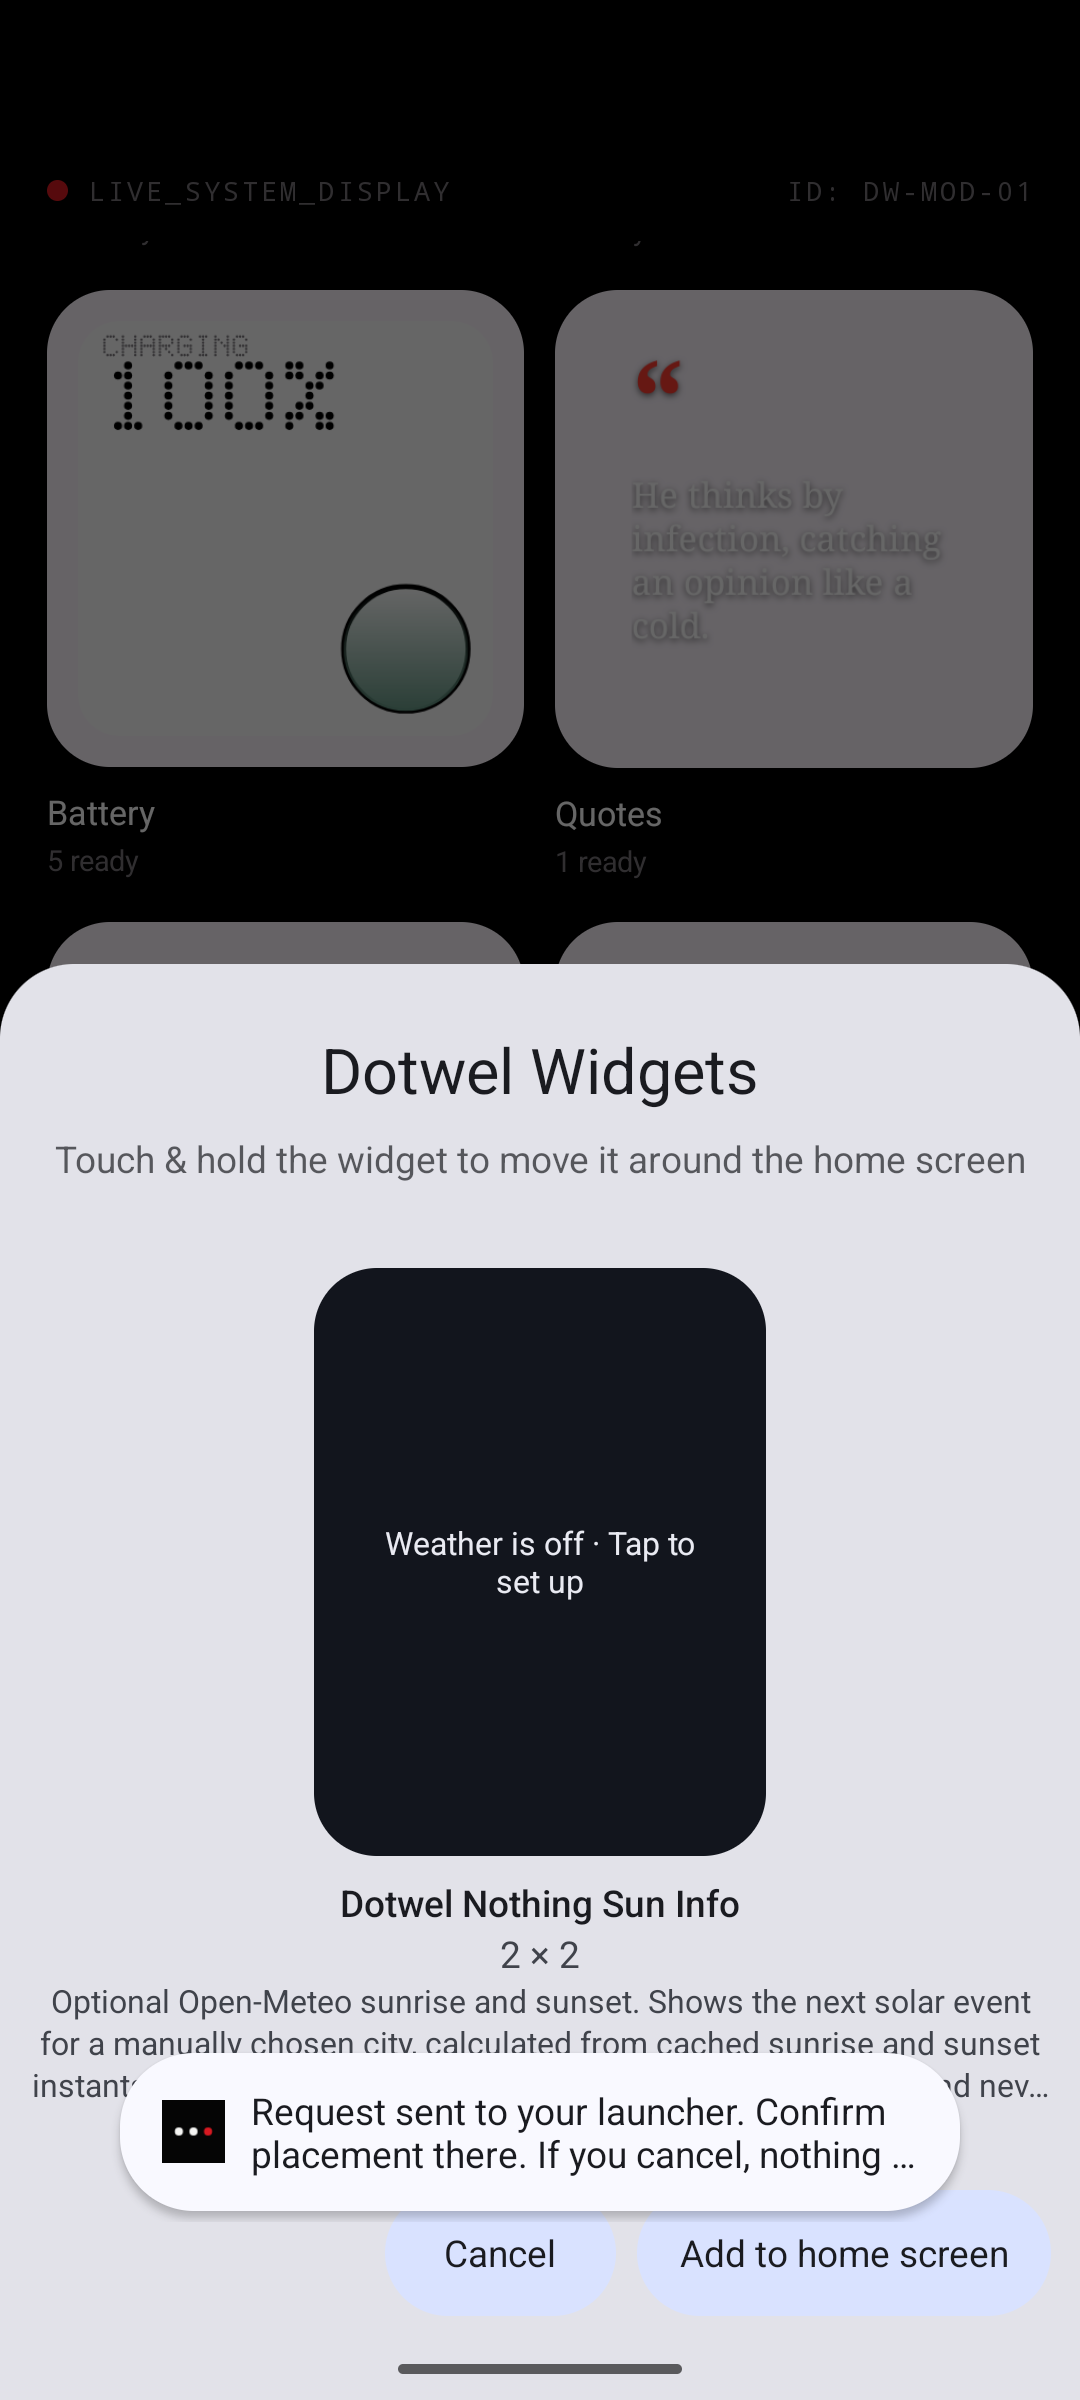 LIVE_SYSTEM_DISPLAY
ID: DW-MOD-01
CHARGING
100%
“
He thinks by
infection, catching
an opinion like a
cold.
Battery
5 ready
Quotes
1 ready
Dotwel Widgets
Touch & hold the widget to move it around the home screen
Weather is off · Tap to
set up
Dotwel Nothing Sun Info
2 × 2
Optional Open-Meteo sunrise and sunset. Shows the next solar event
for a manually chosen city, calculated from cached sunrise and sunset
nev…
Request sent to your launcher. Confirm
placement there. If you cancel, nothing …
Cancel
Add to home screen